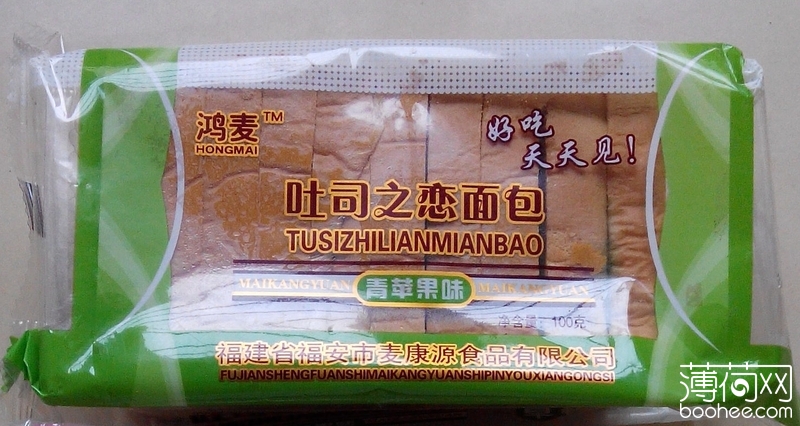 鸿麦™
HONGMAI
好吃
天天见!
吐司之恋面包
TUSIZHILIANMIANBAO
MAIKANGYUAN 青苹果味 MAIKANGYUAN
净含量: 100克
福建省福安市麦康源食品有限公司
FUJIANSHENGFUANSHIMAIKANGYUANSHIPINYOUXIANGONGSI
薄荷网
boohee.com